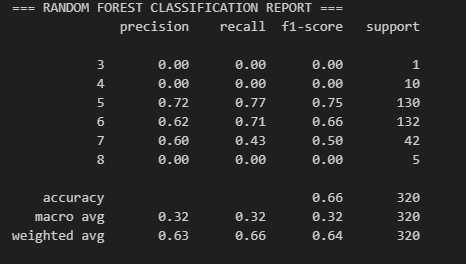 === RANDOM FOREST CLASSIFICATION REPORT ===
precision recall f1-score support
3 0.00 0.00 0.00 1
4 0.00 0.00 0.00 10
5 0.72 0.77 0.75 130
6 0.62 0.71 0.66 132
7 0.60 0.43 0.50 42
8 0.00 0.00 0.00 5
accuracy 0.66 320
macro avg 0.32 0.32 0.32 320
weighted avg 0.63 0.66 0.64 320